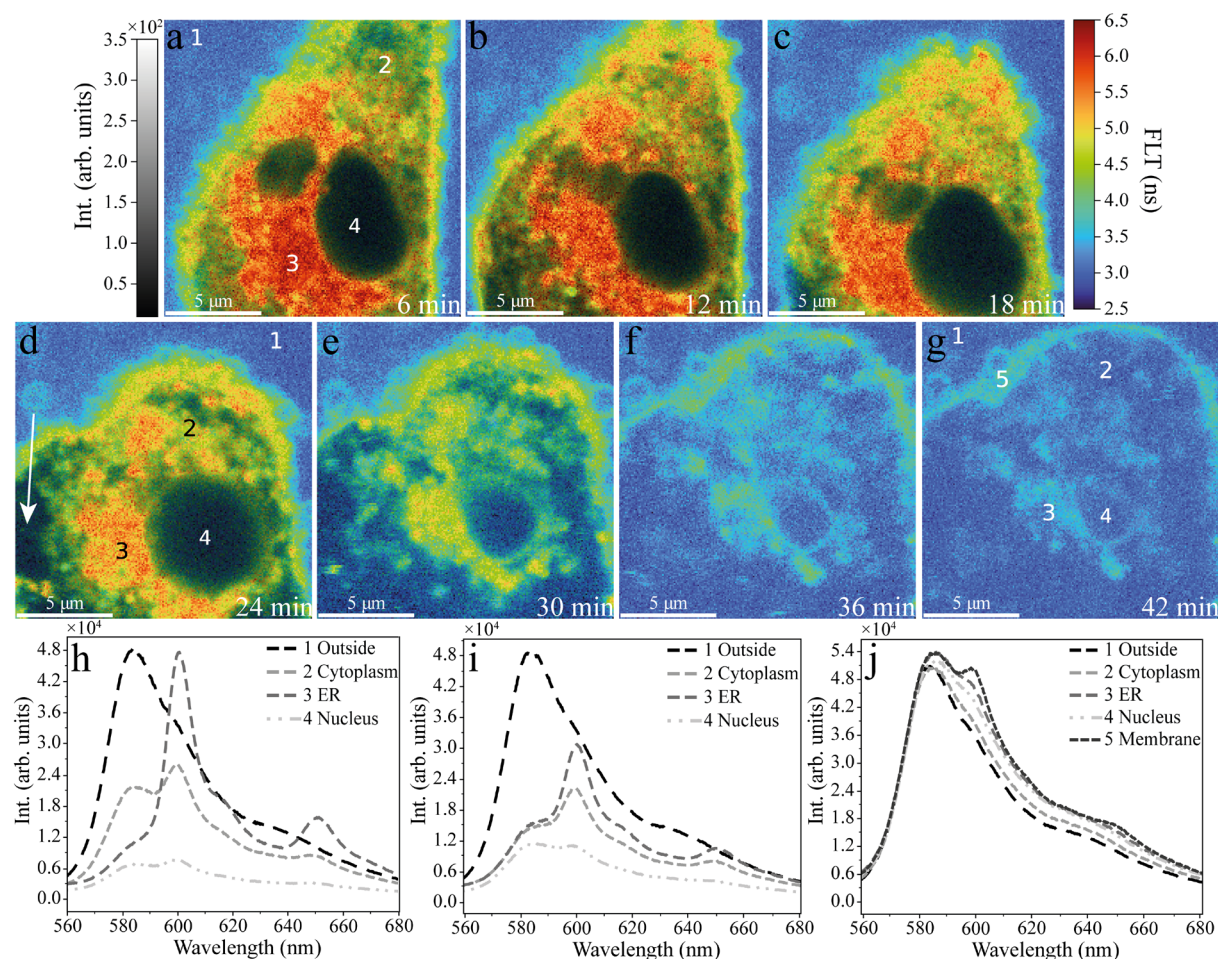 ×10²
3.5
3.0
2.5
2.0
1.5
1.0
0.5
Int. (arb. units)
a
1
2
3
4
5 μm
6 min
b
5 μm
12 min
c
5 μm
18 min
6.5
6.0
5.5
5.0
4.5
4.0
3.5
3.0
2.5
FLT (ns)
d
1
2
3
4
5 μm
24 min
e
5 μm
30 min
f
5 μm
36 min
g
1
2
3
4
5
5 μm
42 min
×10⁴
h
4.8
4.2
3.6
3.0
2.4
1.8
1.2
0.6
0.0
Int. (arb. units)
1 Outside
2 Cytoplasm
3 ER
4 Nucleus
560 580 600 620 640 660 680
Wavelength (nm)
×10⁴
i
4.8
4.2
3.6
3.0
2.4
1.8
1.2
0.6
0.0
Int. (arb. units)
1 Outside
2 Cytoplasm
3 ER
4 Nucleus
560 580 600 620 640 660 680
Wavelength (nm)
×10⁴
j
5.4
4.8
4.2
3.6
3.0
2.4
1.8
1.2
0.6
0.0
Int. (arb. units)
1 Outside
2 Cytoplasm
3 ER
4 Nucleus
5 Membrane
560 580 600 620 640 660 680
Wavelength (nm)